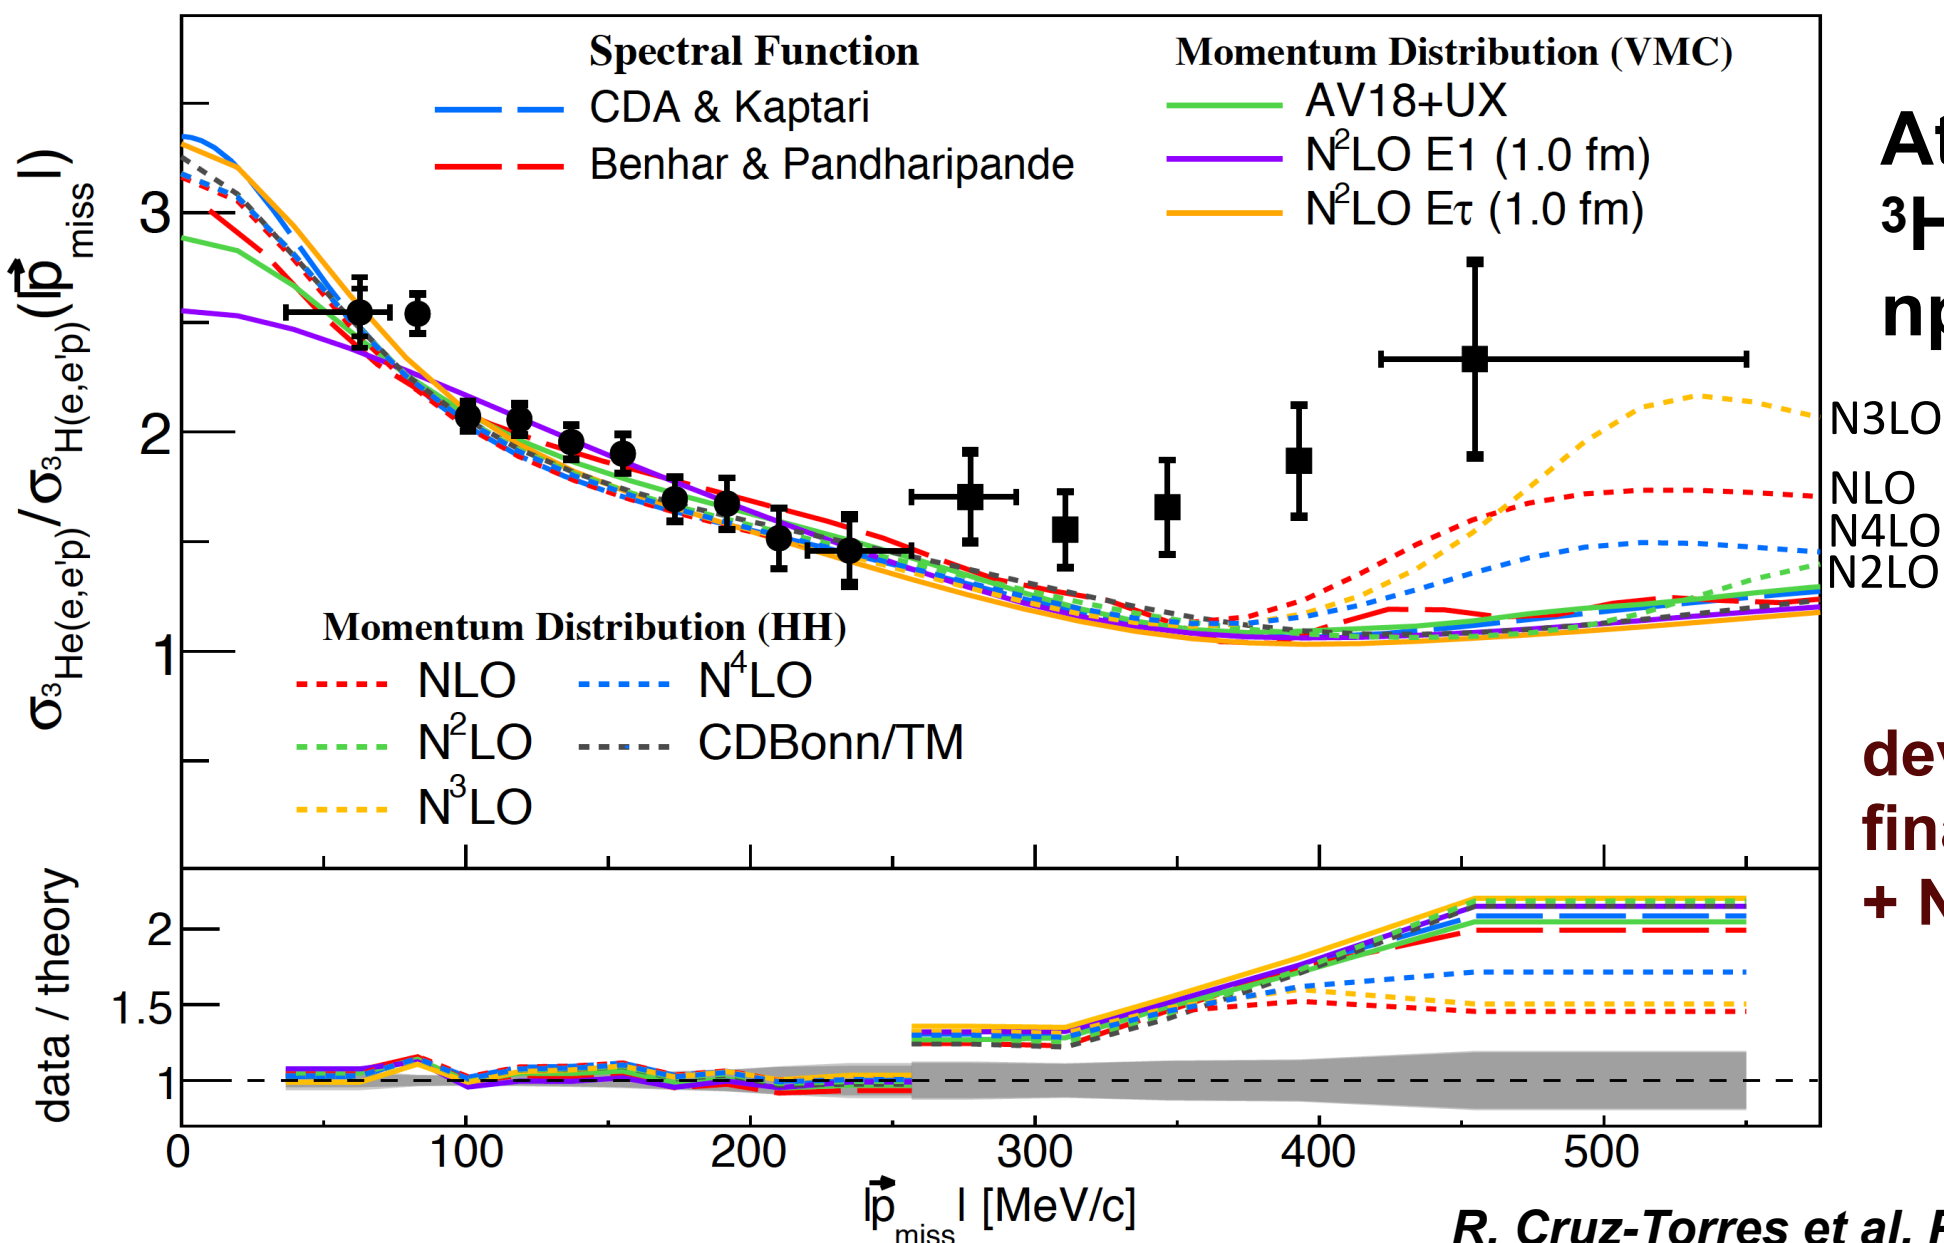 Spectral Function
CDA & Kaptari
Benhar & Pandharipande
Momentum Distribution (VMC)
AV18+UX
N²LO E1 (1.0 fm)
N²LO Eτ (1.0 fm)
σ³He(e,e'p) / σ³H(e,e'p) (|p⃗miss|)
3
2
1
Momentum Distribution (HH)
NLO
N²LO
N³LO
N⁴LO
CDBonn/TM
N3LO
NLO
N4LO
N2LO
³H
np
+ N
data / theory
2
1.5
1
0 100 200 300 400 500
|p⃗miss| [MeV/c]
R. Cruz-Torres et al.